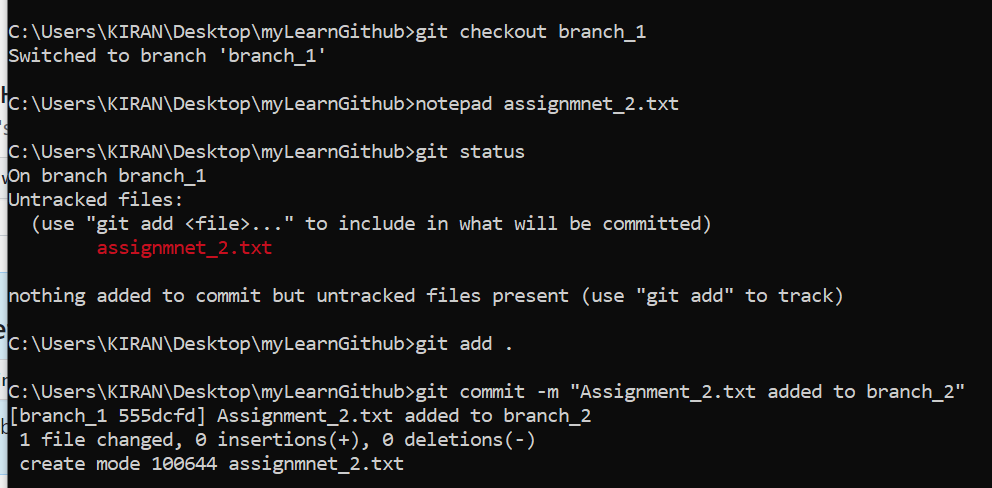 C:\Users\KIRAN\Desktop\myLearnGithub>git checkout branch_1
Switched to branch 'branch_1'
C:\Users\KIRAN\Desktop\myLearnGithub>notepad assignmnet_2.txt
C:\Users\KIRAN\Desktop\myLearnGithub>git status
On branch branch_1
Untracked files:
  (use "git add <file>..." to include in what will be committed)
        assignmnet_2.txt
nothing added to commit but untracked files present (use "git add" to track)
C:\Users\KIRAN\Desktop\myLearnGithub>git add .
C:\Users\KIRAN\Desktop\myLearnGithub>git commit -m "Assignment_2.txt added to branch_2"
[branch_1 555dcfd] Assignment_2.txt added to branch_2
 1 file changed, 0 insertions(+), 0 deletions(-)
 create mode 100644 assignmnet_2.txt